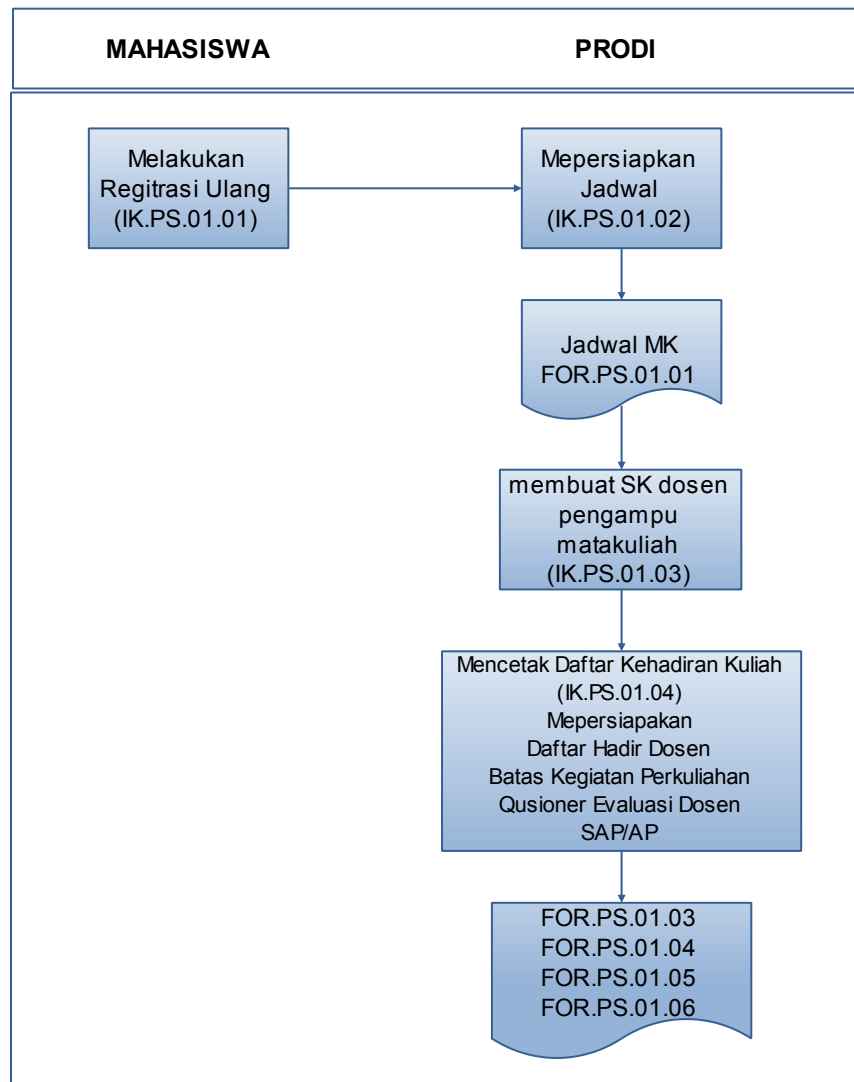 MAHASISWA
PRODI
Melakukan
Regitrasi Ulang
(IK.PS.01.01)
Mepersiapkan
Jadwal
(IK.PS.01.02)
Jadwal MK
FOR.PS.01.01
membuat SK dosen
pengampu
matakuliah
(IK.PS.01.03)
Mencetak Daftar Kehadiran Kuliah
(IK.PS.01.04)
Mepersiapakan
Daftar Hadir Dosen
Batas Kegiatan Perkuliahan
Qusioner Evaluasi Dosen
SAP/AP
FOR.PS.01.03
FOR.PS.01.04
FOR.PS.01.05
FOR.PS.01.06